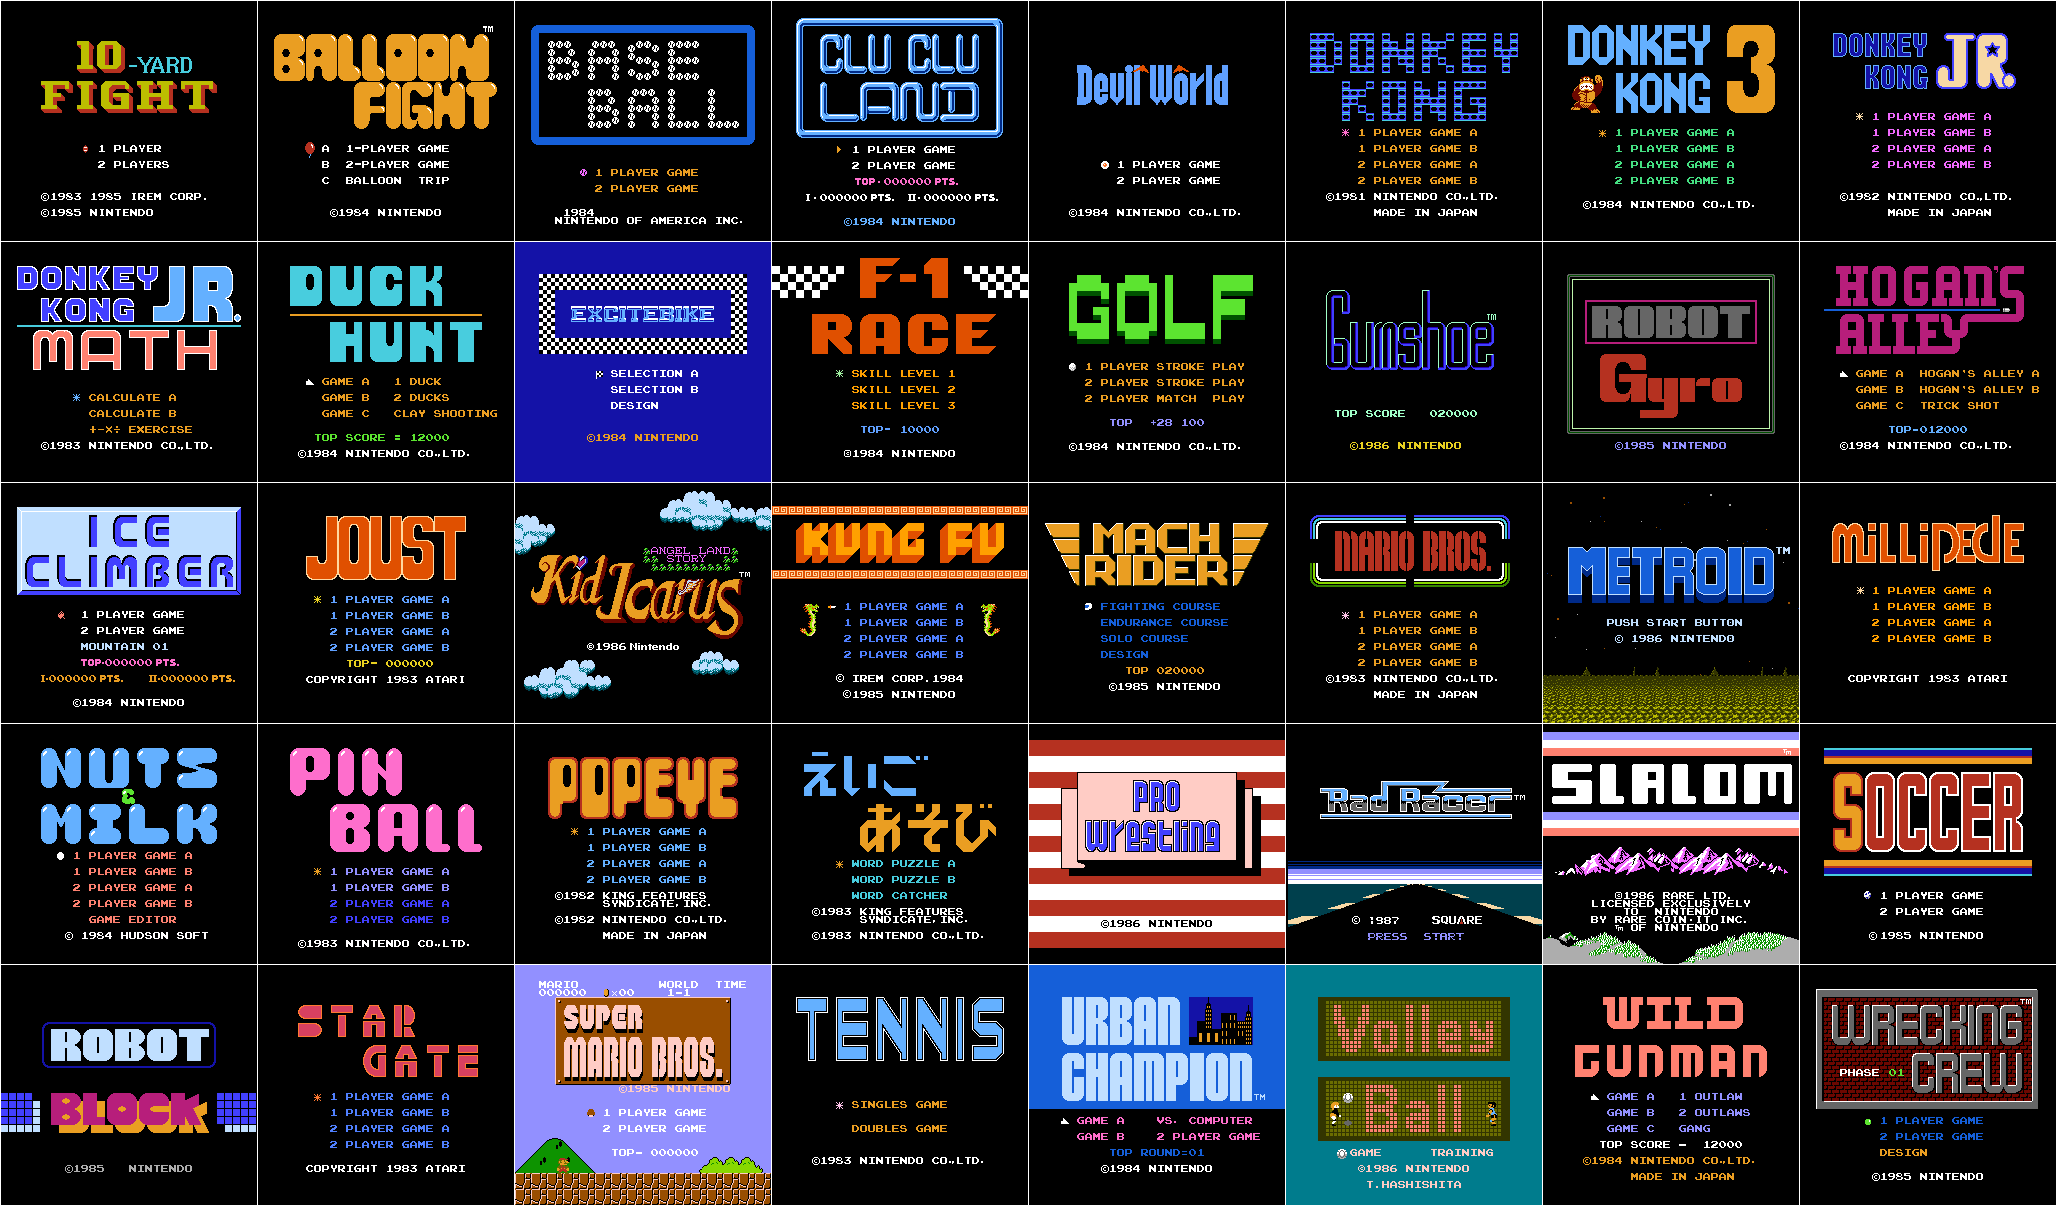 10-YARD
FIGHT
1 PLAYER
2 PLAYERS
©1983 1985 IREM CORP.
©1985 NINTENDO
BALLOON™
FIGHT
A 1-PLAYER GAME
B 2-PLAYER GAME
C BALLOON TRIP
©1984 NINTENDO
BASE
BALL
1 PLAYER GAME
2 PLAYER GAME
1984
NINTENDO OF AMERICA INC.
CLU CLU
LAND
1 PLAYER GAME
2 PLAYER GAME
TOP·000000 PTS.
I·000000 PTS. II·000000 PTS.
©1984 NINTENDO
Devil World
1 PLAYER GAME
2 PLAYER GAME
©1984 NINTENDO CO.,LTD.
DONKEY
KONG
1 PLAYER GAME A
1 PLAYER GAME B
2 PLAYER GAME A
2 PLAYER GAME B
©1981 NINTENDO CO.,LTD.
MADE IN JAPAN
DONKEY
KONG 3
1 PLAYER GAME A
1 PLAYER GAME B
2 PLAYER GAME A
2 PLAYER GAME B
©1984 NINTENDO CO.,LTD.
DONKEY
KONG JR.
1 PLAYER GAME A
1 PLAYER GAME B
2 PLAYER GAME A
2 PLAYER GAME B
©1982 NINTENDO CO.,LTD.
MADE IN JAPAN
DONKEY
KONG JR.
MATH
CALCULATE A
CALCULATE B
+-×÷ EXERCISE
©1983 NINTENDO CO.,LTD.
DUCK
HUNT
GAME A 1 DUCK
GAME B 2 DUCKS
GAME C CLAY SHOOTING
TOP SCORE = 12000
©1984 NINTENDO CO.,LTD.
EXCITEBIKE
SELECTION A
SELECTION B
DESIGN
©1984 NINTENDO
F-1
RACE
SKILL LEVEL 1
SKILL LEVEL 2
SKILL LEVEL 3
TOP- 10000
©1984 NINTENDO
GOLF
1 PLAYER STROKE PLAY
2 PLAYER STROKE PLAY
2 PLAYER MATCH PLAY
TOP +28 100
©1984 NINTENDO CO.,LTD.
Gumshoe™
TOP SCORE 020000
©1986 NINTENDO
ROBOT
Gyro
©1985 NINTENDO
HOGAN'S
ALLEY
GAME A HOGAN'S ALLEY A
GAME B HOGAN'S ALLEY B
GAME C TRICK SHOT
TOP-012000
©1984 NINTENDO CO.,LTD.
ICE
CLIMBER
1 PLAYER GAME
2 PLAYER GAME
MOUNTAIN 01
TOP·000000 PTS.
I·000000 PTS. II·000000 PTS.
©1984 NINTENDO
JOUST
1 PLAYER GAME A
1 PLAYER GAME B
2 PLAYER GAME A
2 PLAYER GAME B
TOP- 000000
COPYRIGHT 1983 ATARI
ANGEL LAND
STORY
Kid Icarus™
©1986 Nintendo
KUNG FU
1 PLAYER GAME A
1 PLAYER GAME B
2 PLAYER GAME A
2 PLAYER GAME B
© IREM CORP.1984
©1985 NINTENDO
MACH
RIDER
FIGHTING COURSE
ENDURANCE COURSE
SOLO COURSE
DESIGN
TOP 020000
©1985 NINTENDO
MARIO BROS.
1 PLAYER GAME A
1 PLAYER GAME B
2 PLAYER GAME A
2 PLAYER GAME B
©1983 NINTENDO CO.,LTD.
MADE IN JAPAN
METROID™
PUSH START BUTTON
© 1986 NINTENDO
MiLLiPEDE
1 PLAYER GAME A
1 PLAYER GAME B
2 PLAYER GAME A
2 PLAYER GAME B
COPYRIGHT 1983 ATARI
NUTS
&
MILK
1 PLAYER GAME A
1 PLAYER GAME B
2 PLAYER GAME A
2 PLAYER GAME B
GAME EDITOR
© 1984 HUDSON SOFT
PIN
BALL
1 PLAYER GAME A
1 PLAYER GAME B
2 PLAYER GAME A
2 PLAYER GAME B
©1983 NINTENDO CO.,LTD.
POPEYE
1 PLAYER GAME A
1 PLAYER GAME B
2 PLAYER GAME A
2 PLAYER GAME B
©1982 KING FEATURES
SYNDICATE,INC.
©1982 NINTENDO CO.,LTD.
MADE IN JAPAN
えいご
あそび
WORD PUZZLE A
WORD PUZZLE B
WORD CATCHER
©1983 KING FEATURES
SYNDICATE,INC.
©1983 NINTENDO CO.,LTD.
PRO
Wrestling
©1986 NINTENDO
Rad Racer™
© 1987 SQUARE
PRESS START
SLALOM™
©1986 RARE LTD.
LICENSED EXCLUSIVELY
TO NINTENDO
BY RARE COIN·IT INC.
™ OF NINTENDO
SOCCER
1 PLAYER GAME
2 PLAYER GAME
©1985 NINTENDO
ROBOT
BLOCK
©1985 NINTENDO
STAR
GATE
1 PLAYER GAME A
1 PLAYER GAME B
2 PLAYER GAME A
2 PLAYER GAME B
COPYRIGHT 1983 ATARI
MARIO WORLD TIME
000000 ×00 1-1
SUPER
MARIO BROS.
©1985 NINTENDO
1 PLAYER GAME
2 PLAYER GAME
TOP- 000000
TENNIS
SINGLES GAME
DOUBLES GAME
©1983 NINTENDO CO.,LTD.
URBAN
CHAMPION™
GAME A VS. COMPUTER
GAME B 2 PLAYER GAME
TOP ROUND=01
©1984 NINTENDO
Volley
Ball
GAME TRAINING
©1986 NINTENDO
T.HASHISHITA
WILD
GUNMAN
GAME A 1 OUTLAW
GAME B 2 OUTLAWS
GAME C GANG
TOP SCORE - 12000
©1984 NINTENDO CO.,LTD.
MADE IN JAPAN
WRECKING™
CREW
PHASE 01
1 PLAYER GAME
2 PLAYER GAME
DESIGN
©1985 NINTENDO